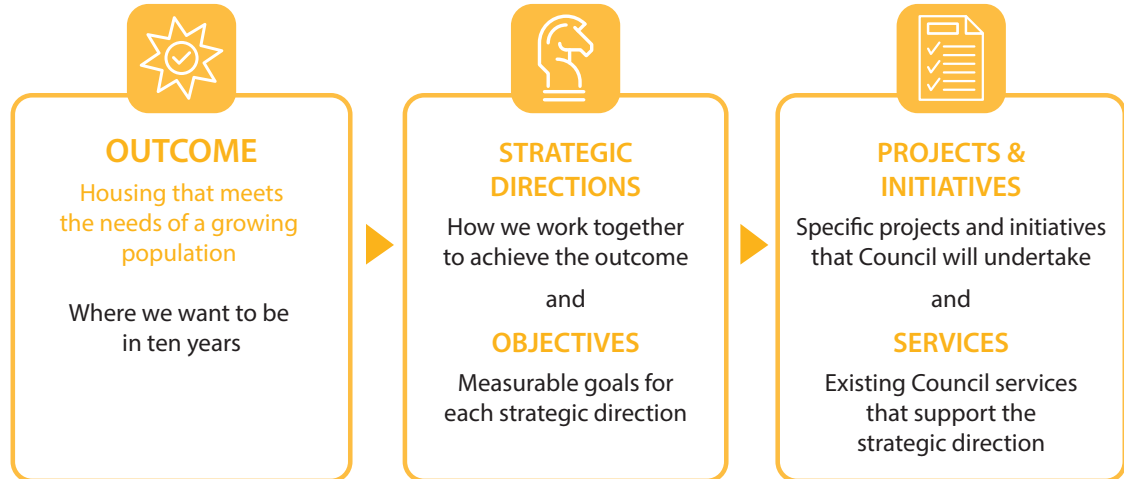 OUTCOME
Housing that meets
the needs of a growing
population
Where we want to be
in ten years
STRATEGIC
DIRECTIONS
How we work together
to achieve the outcome
and
OBJECTIVES
Measurable goals for
each strategic direction
PROJECTS &
INITIATIVES
Specific projects and initiatives
that Council will undertake
and
SERVICES
Existing Council services
that support the
strategic direction